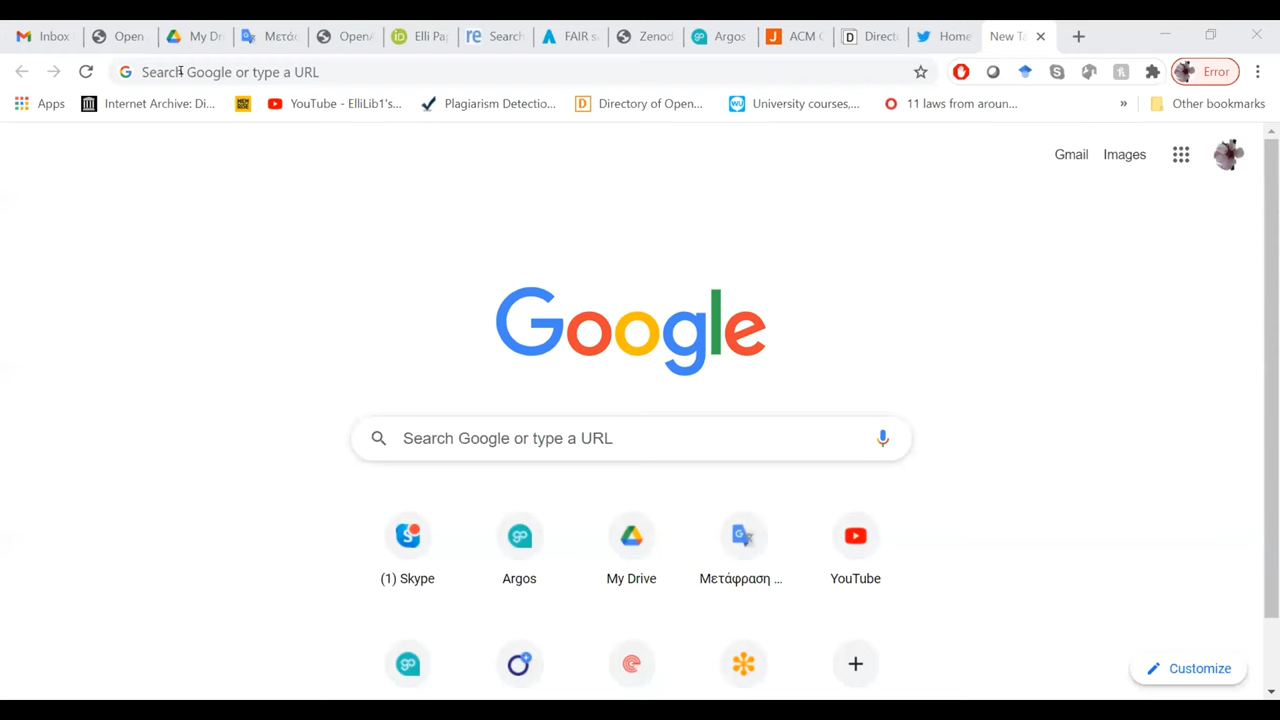 Inbox
Open
My Dr
Μετάφ
OpenA
Elli Pa
Search
FAIR s
Zenod
Argos
ACM C
Direct
Home
New Ta
Search Google or type a URL
Error
Apps
Internet Archive: Di...
YouTube - ElliLib1's...
Plagiarism Detectio...
Directory of Open...
University courses,...
11 laws from aroun...
»
Other bookmarks
Gmail
Images
Google
Search Google or type a URL
(1) Skype
Argos
My Drive
Μετάφραση ...
YouTube
Customize